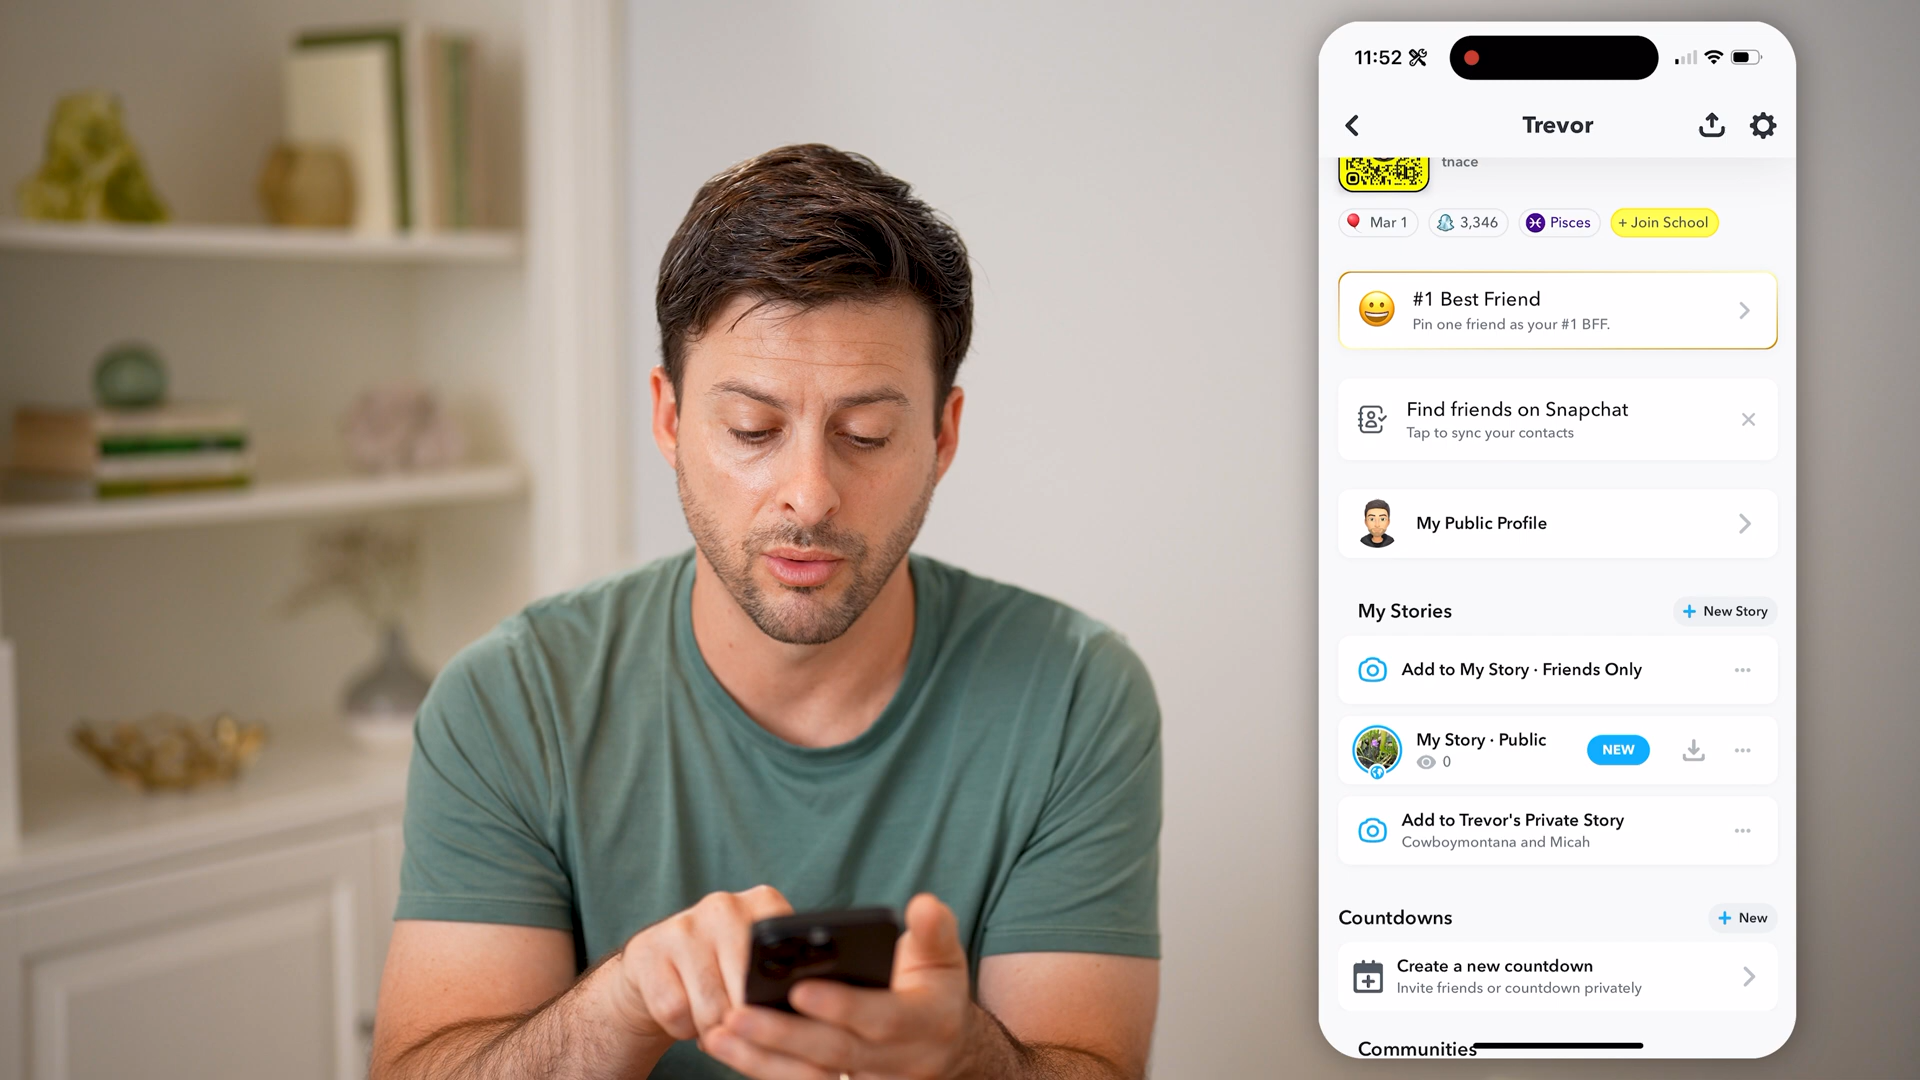 11:52
Trevor
tnace
Mar 1
3,346
Pisces
+ Join School
#1 Best Friend
Pin one friend as your #1 BFF.
Find friends on Snapchat
Tap to sync your contacts
My Public Profile
My Stories
+ New Story
Add to My Story · Friends Only
My Story · Public
0
NEW
Add to Trevor's Private Story
Cowboymontana and Micah
Countdowns
+ New
Create a new countdown
Invite friends or countdown privately
Communities